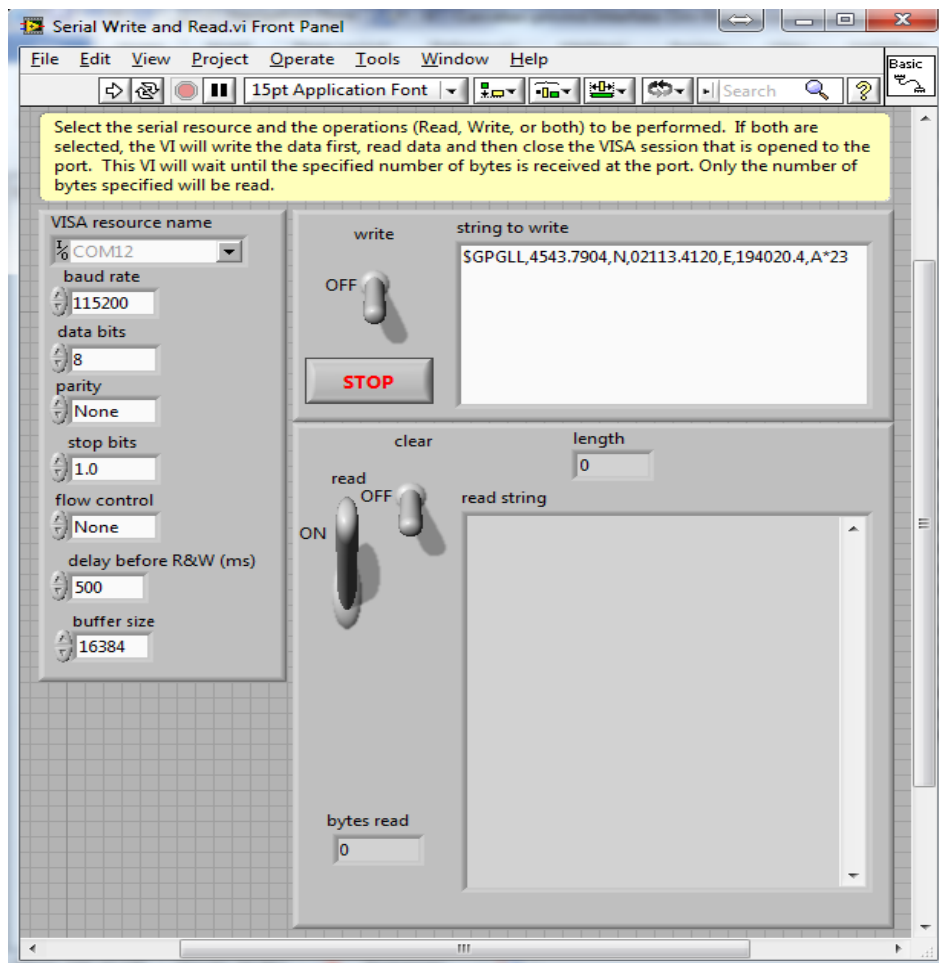 Serial Write and Read.vi Front Panel
File Edit View Project Operate Tools Window Help
15pt Application Font
Search
Basic
Select the serial resource and the operations (Read, Write, or both) to be performed. If both are
selected, the VI will write the data first, read data and then close the VISA session that is opened to the
port. This VI will wait until the specified number of bytes is received at the port. Only the number of
bytes specified will be read.
VISA resource name
COM12
baud rate
115200
data bits
8
parity
None
stop bits
1.0
flow control
None
delay before R&W (ms)
500
buffer size
16384
write
OFF
STOP
string to write
$GPGLL,4543.7904,N,02113.4120,E,194020.4,A*23
clear
OFF
read
ON
length
0
read string
bytes read
0